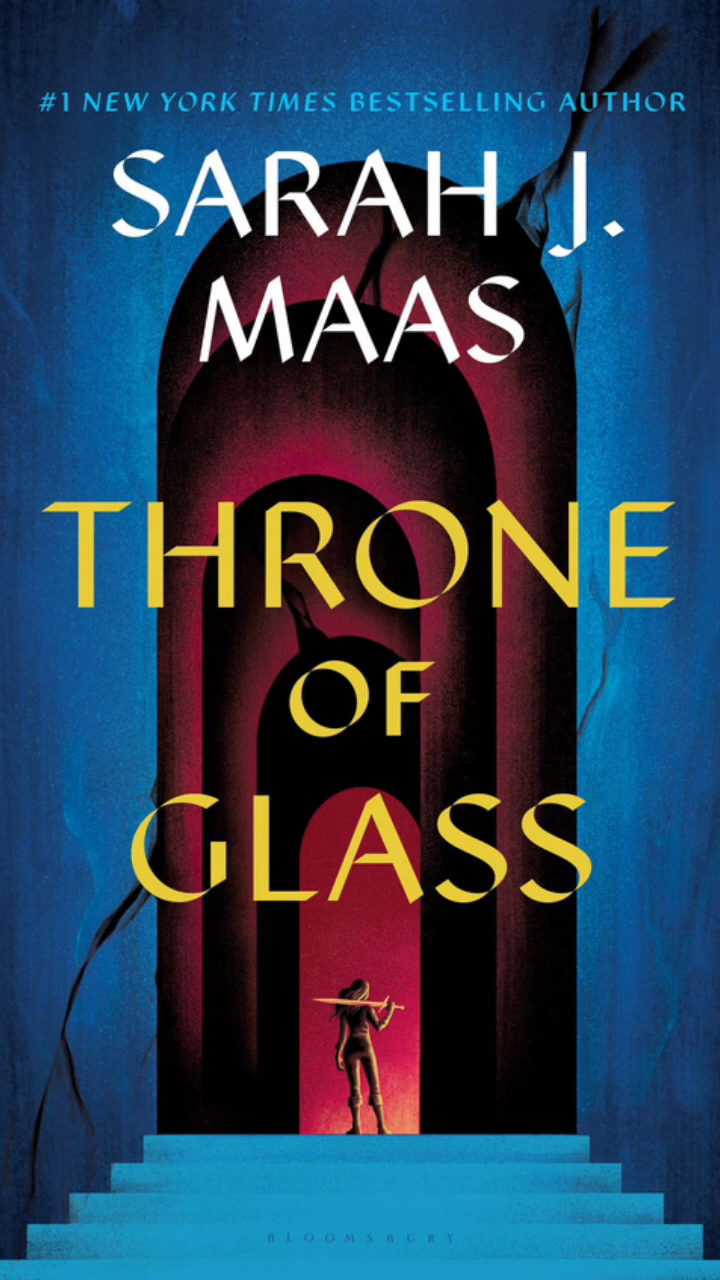 #1 NEW YORK TIMES BESTSELLING AUTHOR
SARAH J.
MAAS
THRONE
OF
GLASS
BLOOMSBURY